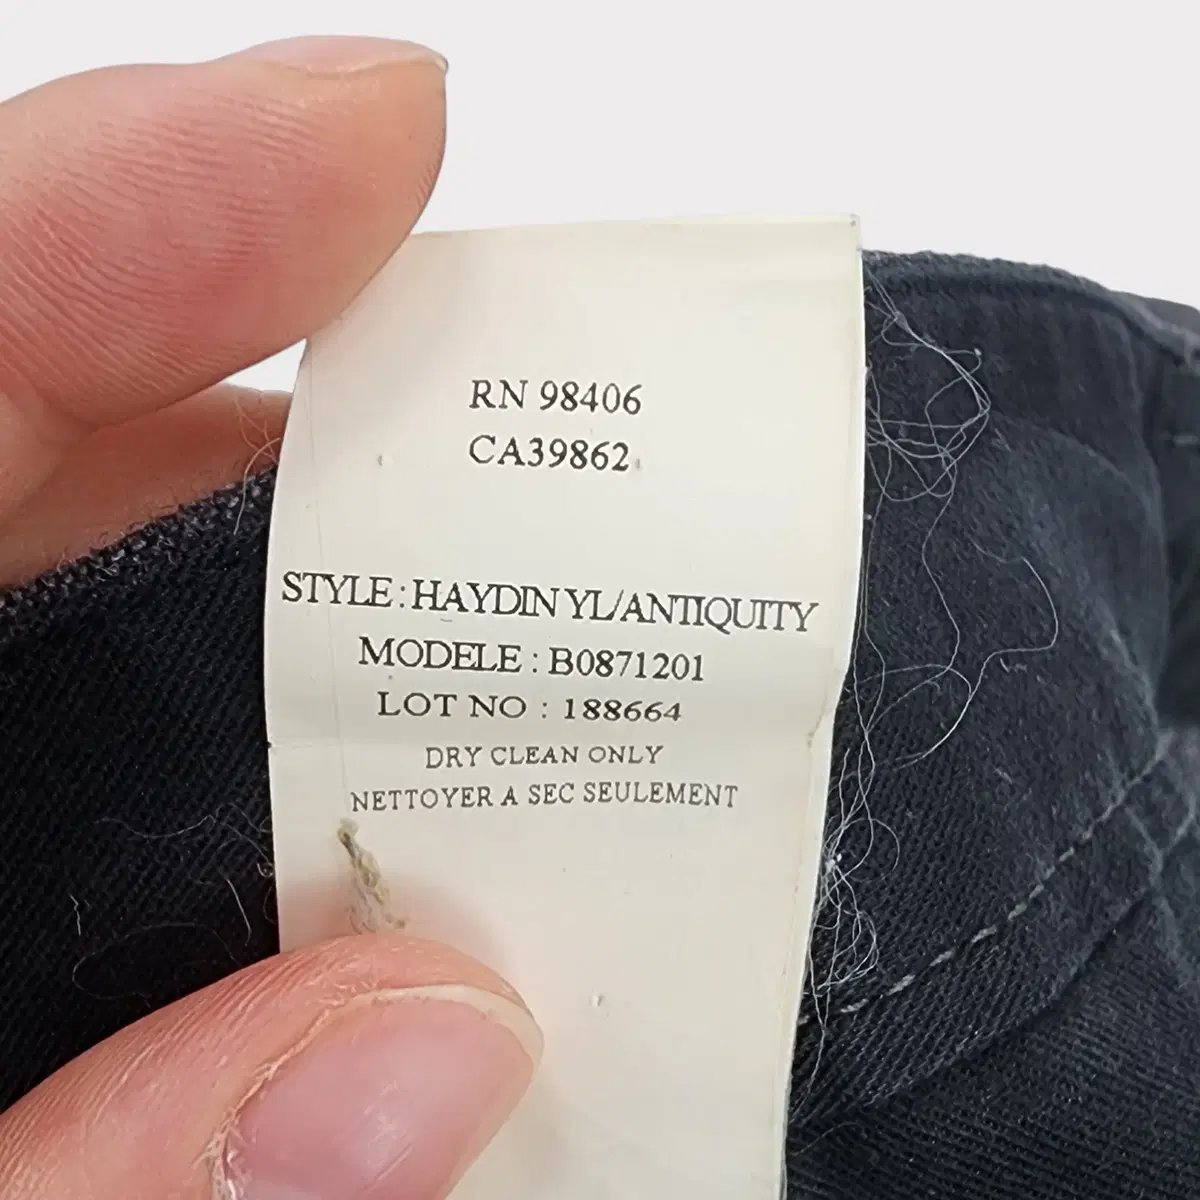 RN 98406
CA39862
STYLE : HAYDIN YL/ANTIQUITY
MODELE : B0871201
LOT NO : 188664
DRY CLEAN ONLY
NETTOYER A SEC SEULEMENT